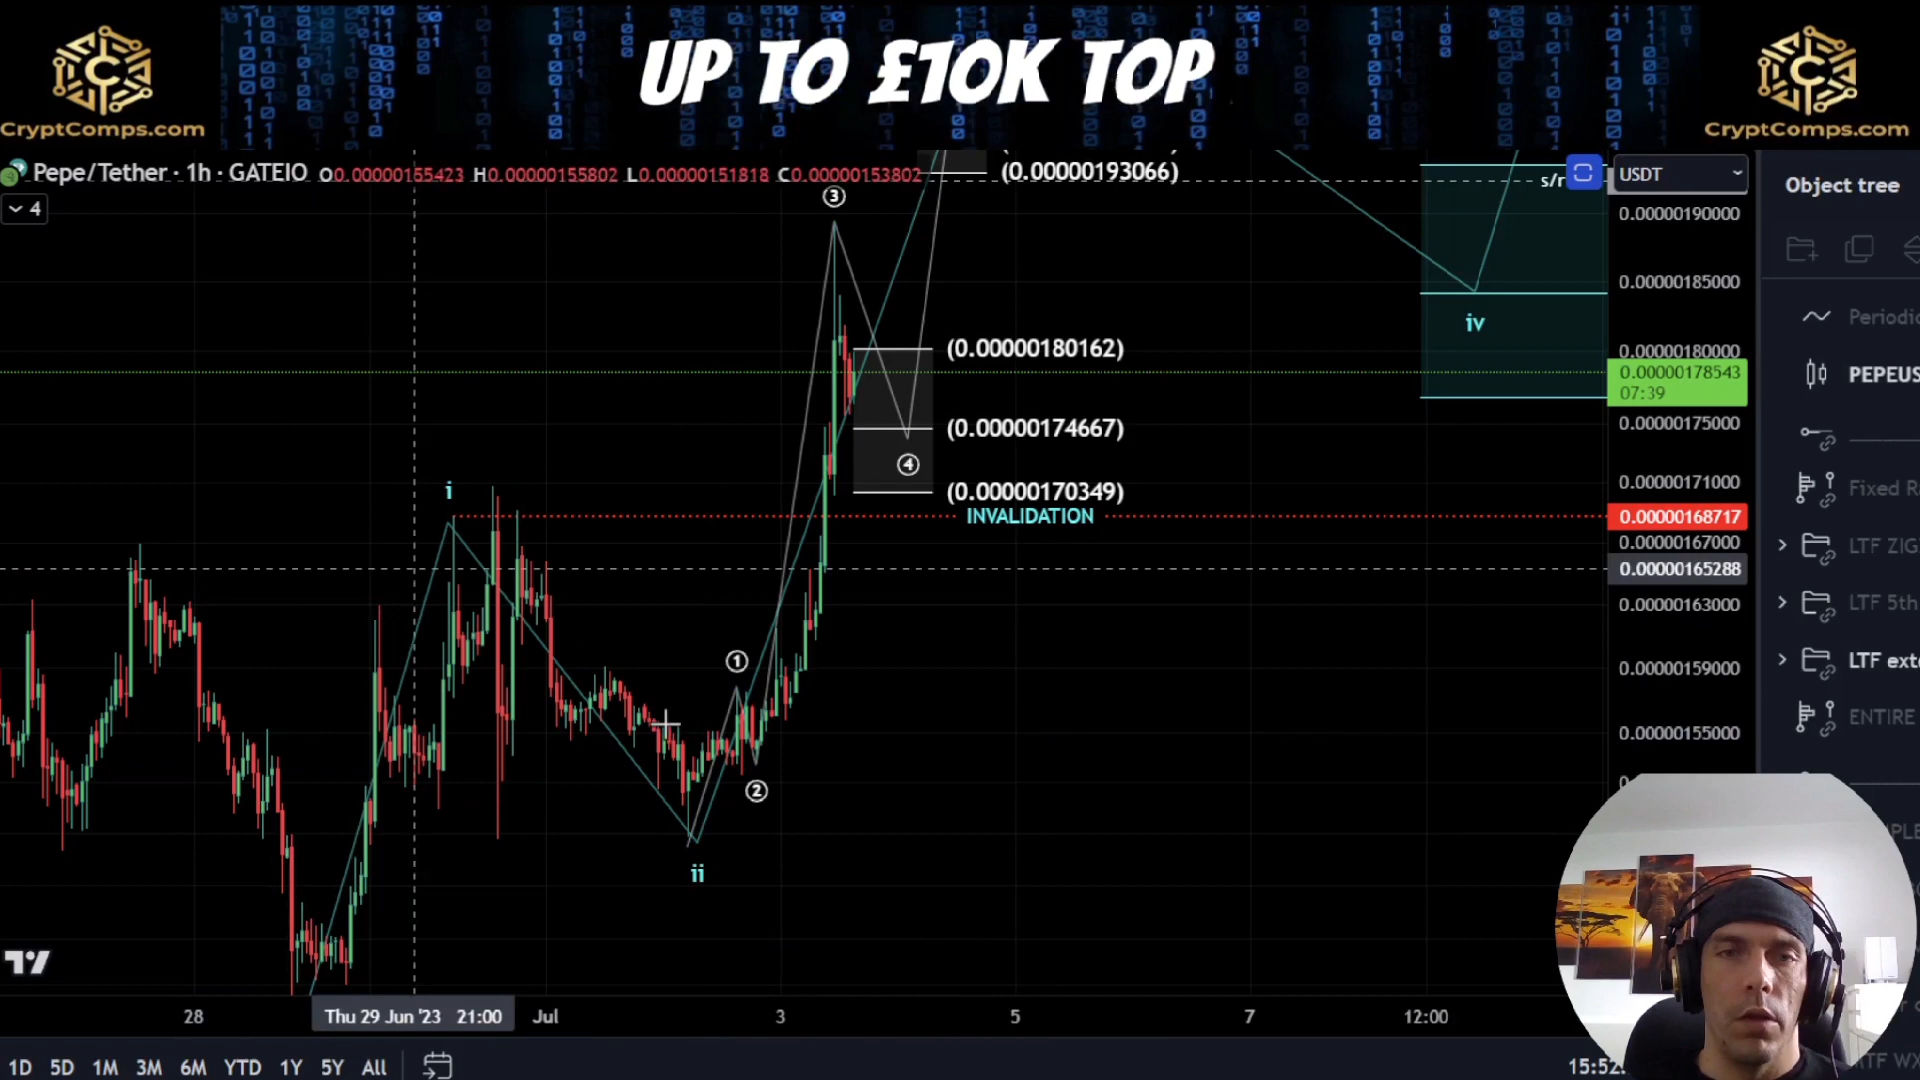 UP TO £10K TOP
CryptComps.com
CryptComps.com
Pepe/Tether · 1h · GATEIO O0.00000155423 H0.00000155802 L0.00000151818 C0.00000153802
4
(0.00000193066)
s/r
USDT
Object tree
0.00000190000
③
0.00000185000
iv
Periodic
(0.00000180162)
0.00000180000
0.00000178543
07:39
PEPEUS
(0.00000174667)
0.00000175000
④
i
(0.00000170349)
0.00000171000
Fixed Ra
INVALIDATION
0.00000168717
0.00000167000
LTF ZIG
0.00000165288
0.00000163000
LTF 5th
①
0.00000159000
LTF exte
ENTIRE
0.00000155000
②
ii
28
Thu 29 Jun '23 21:00
Jul
3
5
7
12:00
1D 5D 1M 3M 6M YTD 1Y 5Y All
15:52